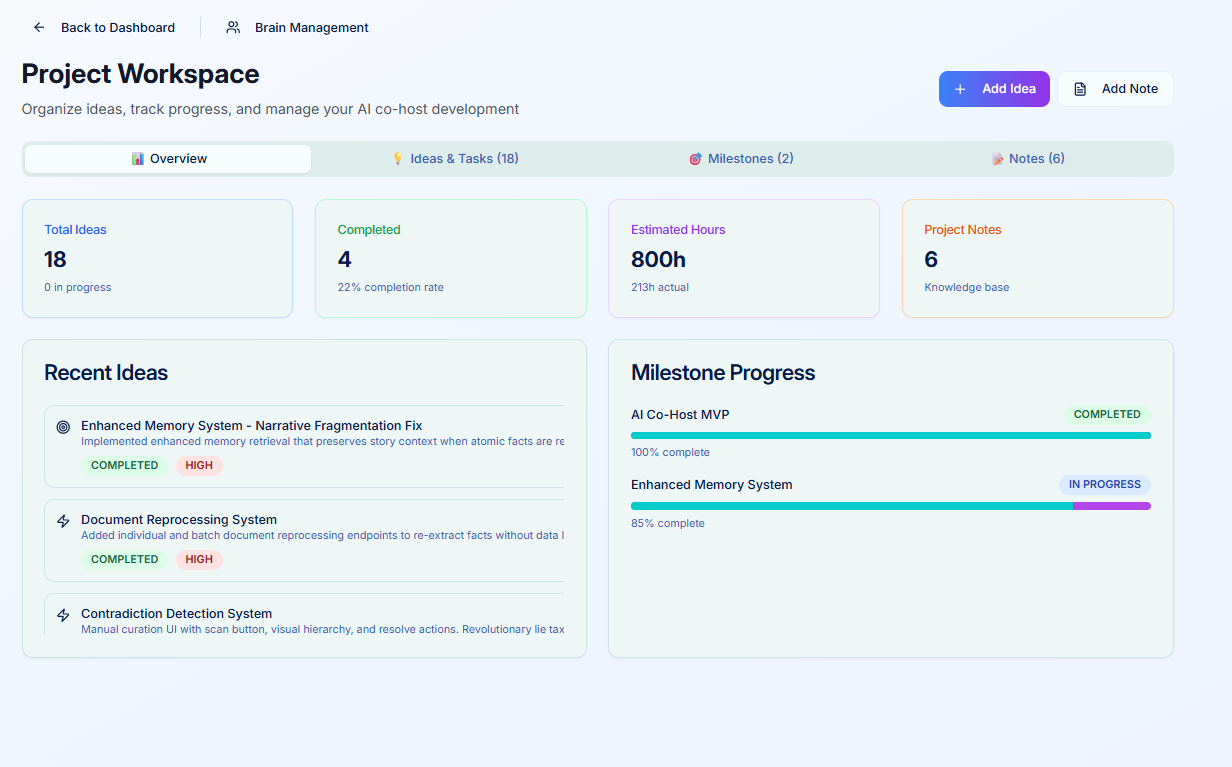 Back to Dashboard
Brain Management
Project Workspace
Organize ideas, track progress, and manage your AI co-host development
Add Idea
Add Note
Overview
Ideas & Tasks (18)
Milestones (2)
Notes (6)
Total Ideas
18
0 in progress
Completed
4
22% completion rate
Estimated Hours
800h
213h actual
Project Notes
6
Knowledge base
Recent Ideas
Enhanced Memory System - Narrative Fragmentation Fix
Implemented enhanced memory retrieval that preserves story context when atomic facts are re
COMPLETED
HIGH
Document Reprocessing System
Added individual and batch document reprocessing endpoints to re-extract facts without data l
COMPLETED
HIGH
Contradiction Detection System
Manual curation UI with scan button, visual hierarchy, and resolve actions. Revolutionary lie tax
Milestone Progress
AI Co-Host MVP
COMPLETED
100% complete
Enhanced Memory System
IN PROGRESS
85% complete